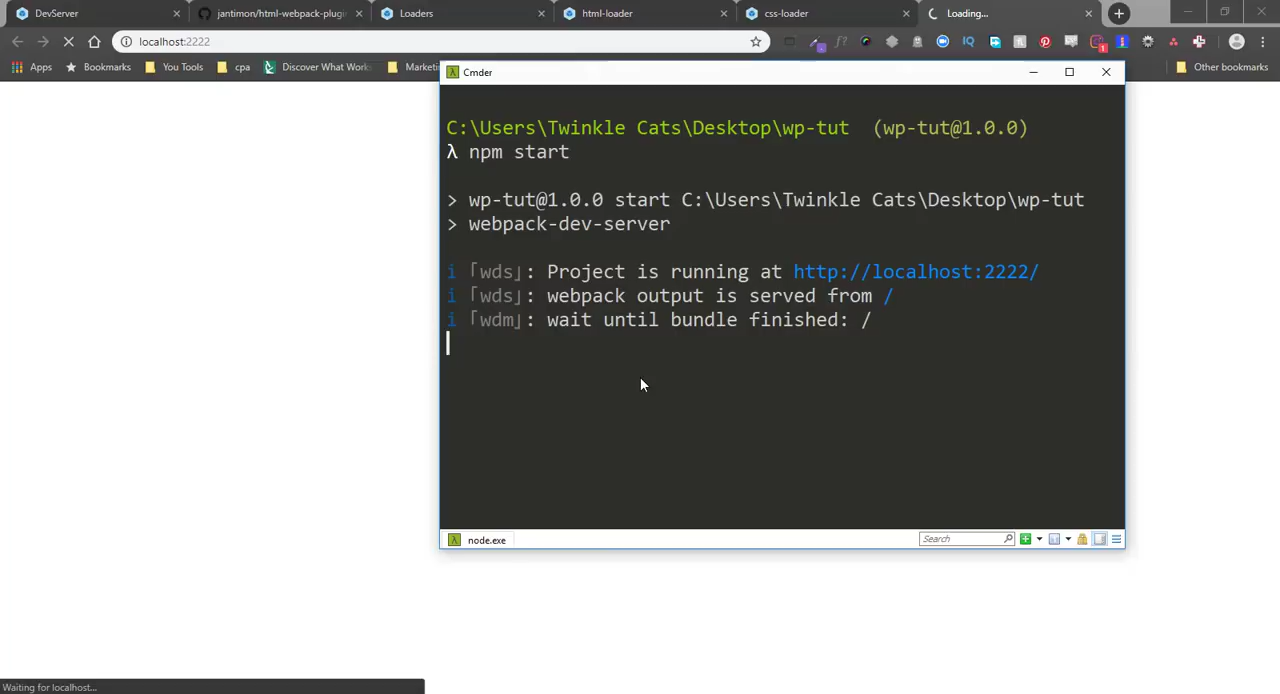 DevServer
jantimon/html-webpack-plugi
Loaders
html-loader
css-loader
Loading...
localhost:2222
Apps
Bookmarks
You Tools
cpa
Discover What Work
Marketi
Other bookmarks
Cmder
C:\Users\Twinkle Cats\Desktop\wp-tut (wp-tut@1.0.0)
λ npm start
> wp-tut@1.0.0 start C:\Users\Twinkle Cats\Desktop\wp-tut
> webpack-dev-server
i ｢wds｣: Project is running at http://localhost:2222/
i ｢wds｣: webpack output is served from /
i ｢wdm｣: wait until bundle finished: /
node.exe
Search
Waiting for localhost...